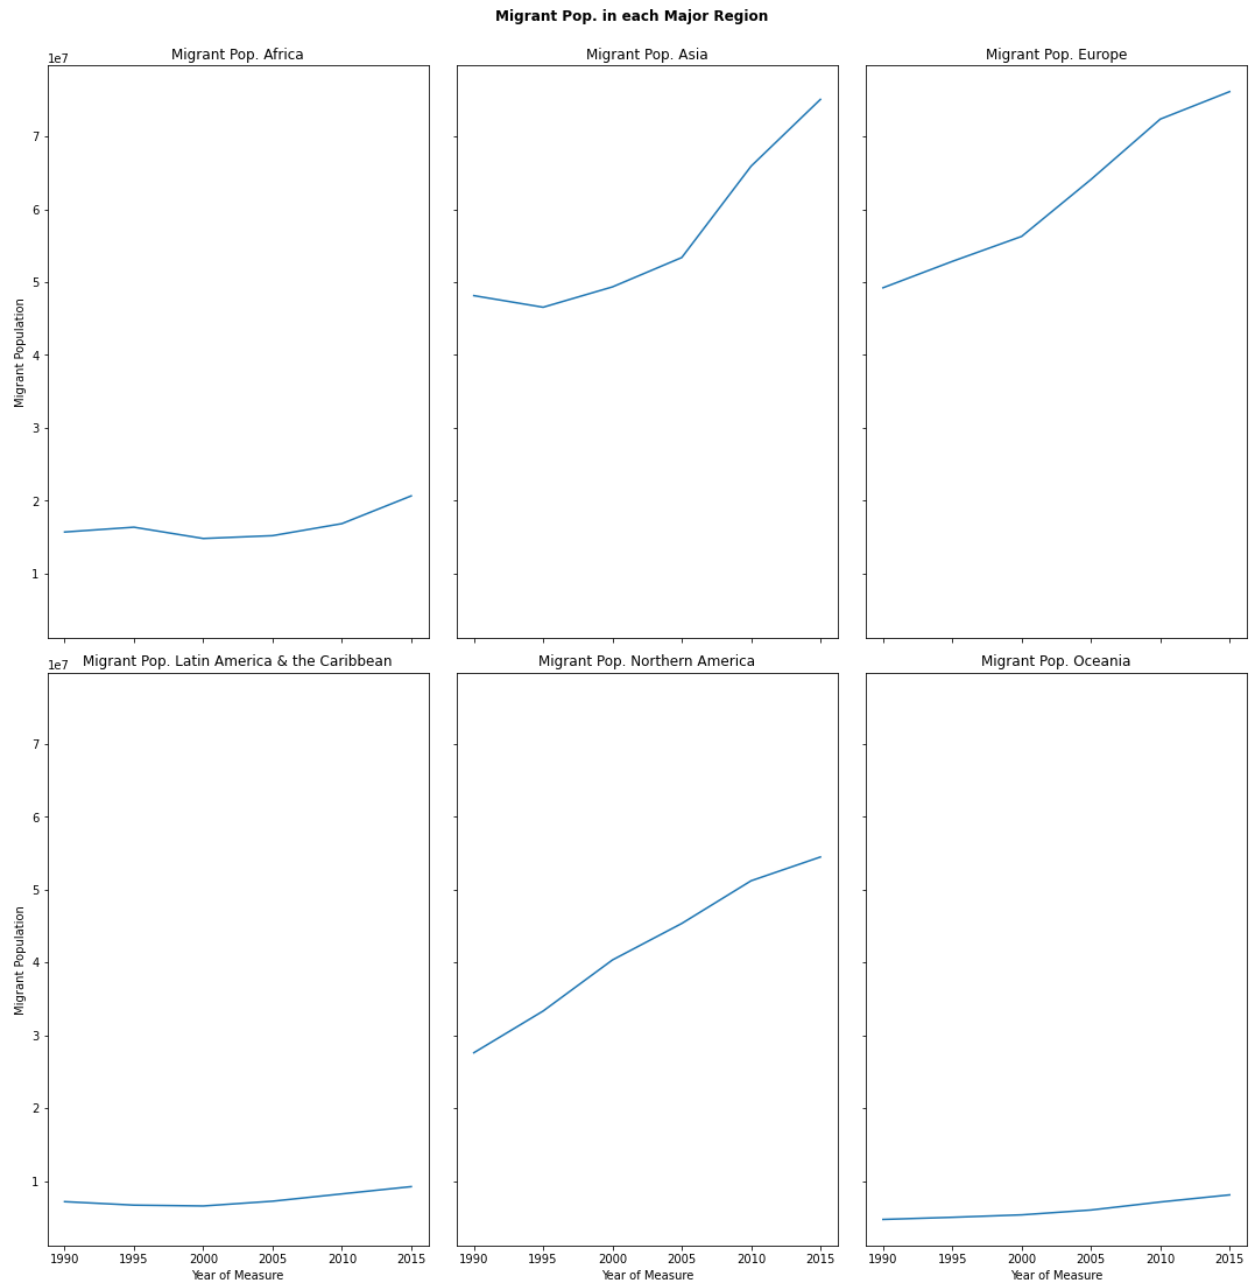 Migrant Pop. in each Major Region
1e7
Migrant Pop. Africa
Migrant Pop. Asia
Migrant Pop. Europe
7
6
5
4
3
2
1
Migrant Population
1e7
Migrant Pop. Latin America & the Caribbean
Migrant Pop. Northern America
Migrant Pop. Oceania
7
6
5
4
3
2
1
Migrant Population
1990 1995 2000 2005 2010 2015
Year of Measure
1990 1995 2000 2005 2010 2015
Year of Measure
1990 1995 2000 2005 2010 2015
Year of Measure